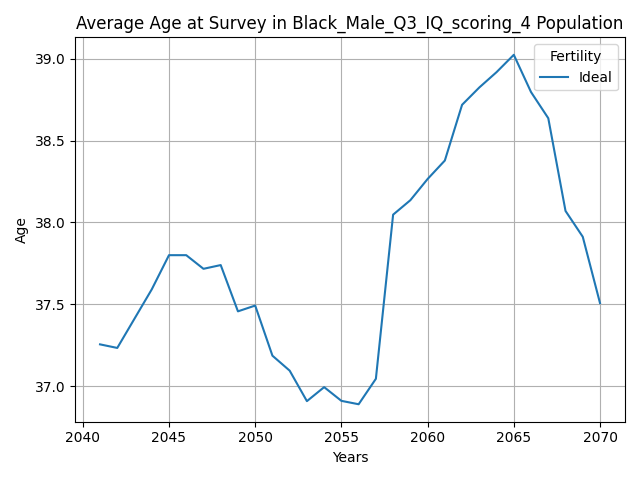 Average Age at Survey in Black_Male_Q3_IQ_scoring_4 Population
Fertility
Ideal
39.0
38.5
38.0
37.5
37.0
Age
2040 2045 2050 2055 2060 2065 2070
Years